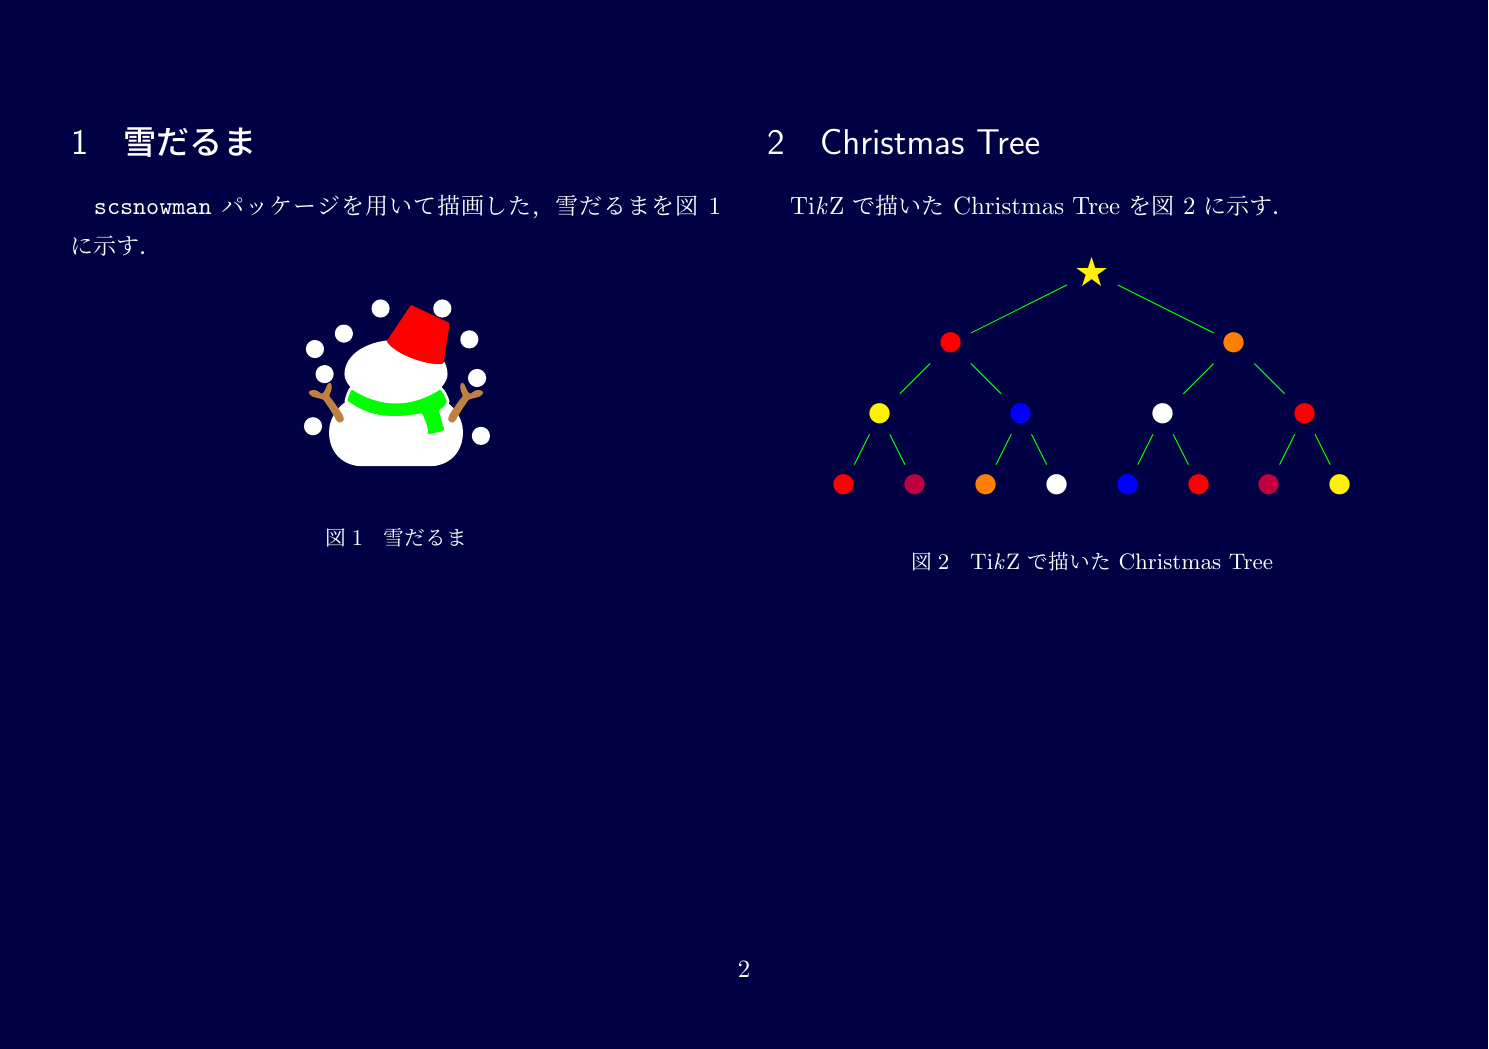 1 雪だるま
scsnowman パッケージを用いて描画した，雪だるまを図 1
に示す．
図 1 雪だるま
2 Christmas Tree
TikZ で描いた Christmas Tree を図 2 に示す．
図 2 TikZ で描いた Christmas Tree
2